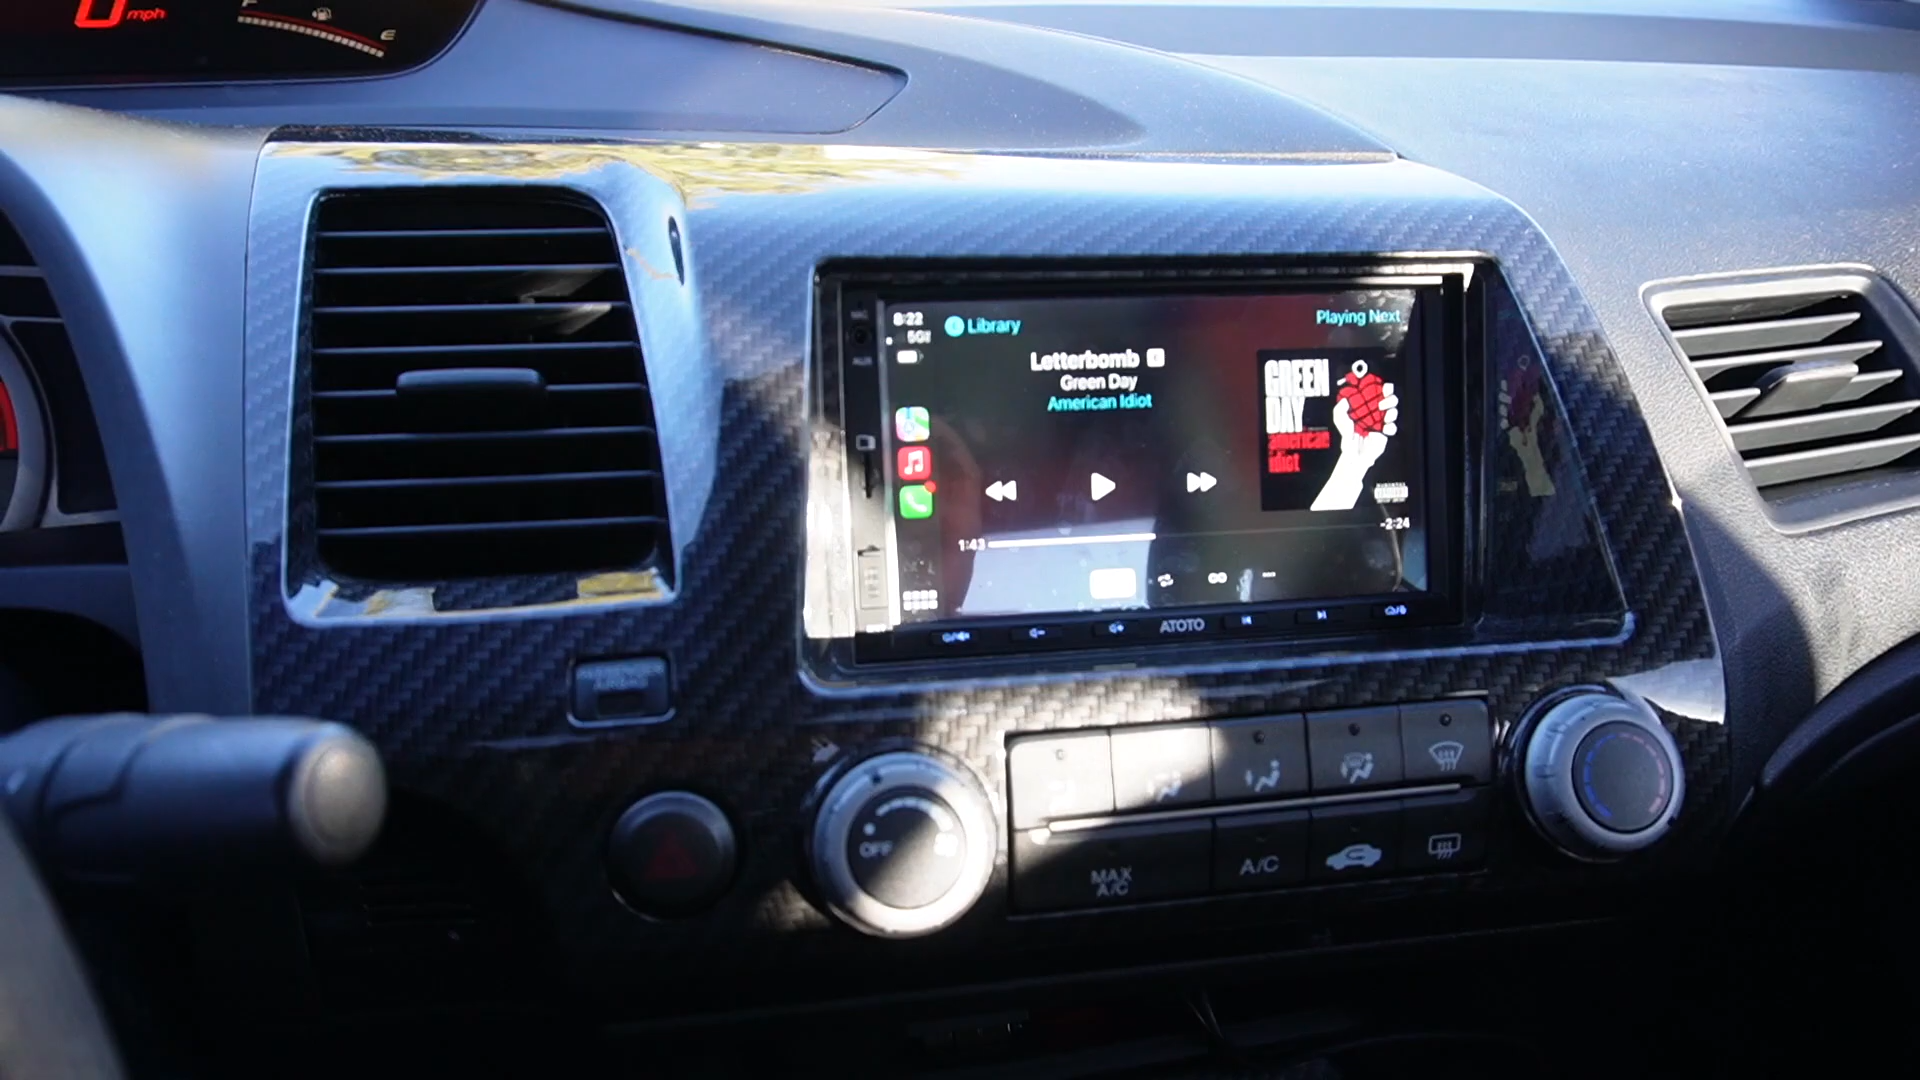 0 mph
F
E
8:22
5G
Library
Playing Next
Letterbomb E
Green Day
American Idiot
GREEN
DAY
american
idiot
1:43
-2:24
ATOTO
OFF
MAX
A/C
A/C